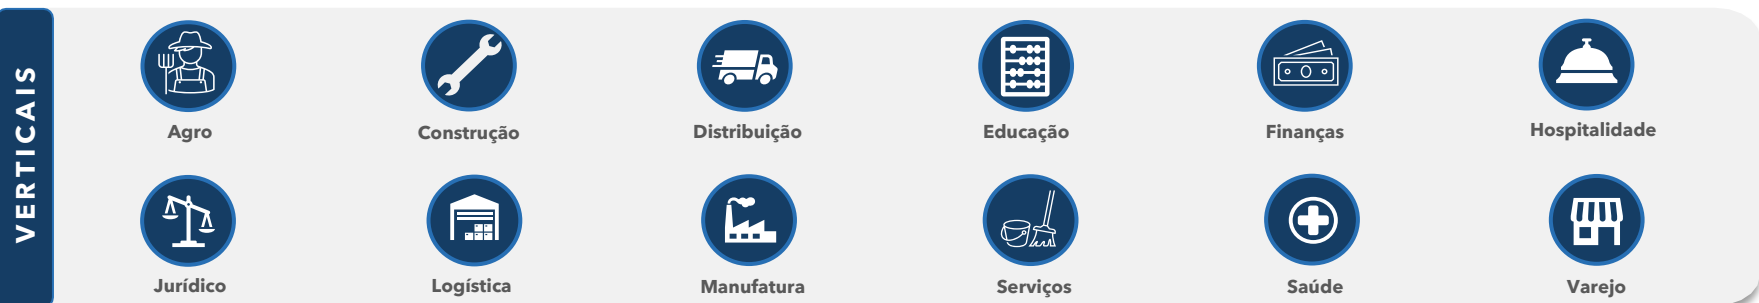 VERTICAIS
Agro
Construção
Distribuição
Educação
Finanças
Hospitalidade
Jurídico
Logística
Manufatura
Serviços
Saúde
Varejo